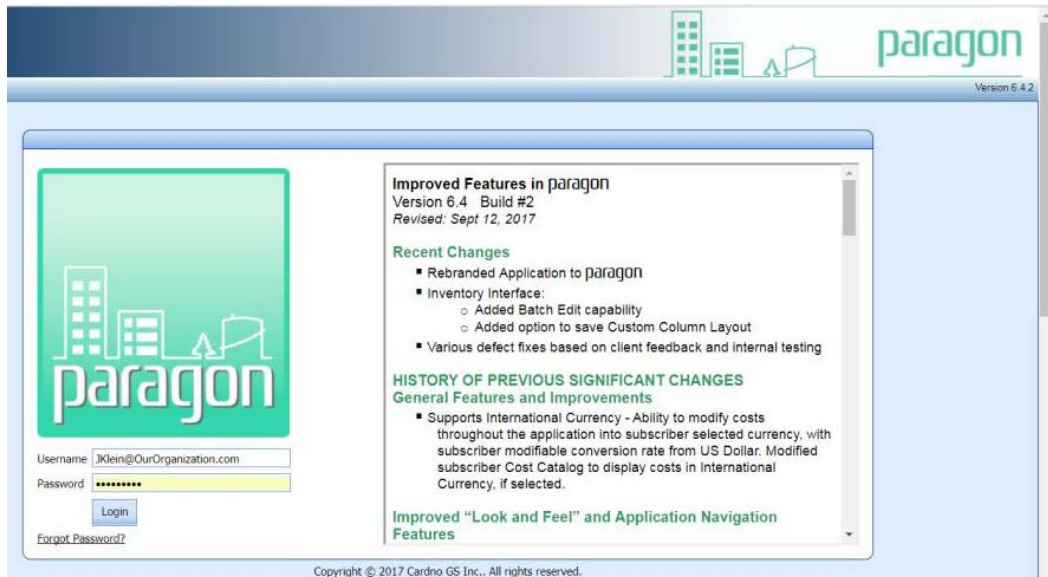 paragon
Version 6.4.2
paragon
Username JKlein@OurOrganization.com
Password •••••••••
Login
Forgot Password?
Improved Features in paragon
Version 6.4 Build #2
Revised: Sept 12, 2017
Recent Changes
▪ Rebranded Application to paragon
▪ Inventory Interface:
○ Added Batch Edit capability
○ Added option to save Custom Column Layout
▪ Various defect fixes based on client feedback and internal testing
HISTORY OF PREVIOUS SIGNIFICANT CHANGES
General Features and Improvements
▪ Supports International Currency - Ability to modify costs
throughout the application into subscriber selected currency, with
subscriber modifiable conversion rate from US Dollar. Modified
subscriber Cost Catalog to display costs in International
Currency, if selected.
Improved “Look and Feel” and Application Navigation
Features
Copyright © 2017 Cardno GS Inc.. All rights reserved.